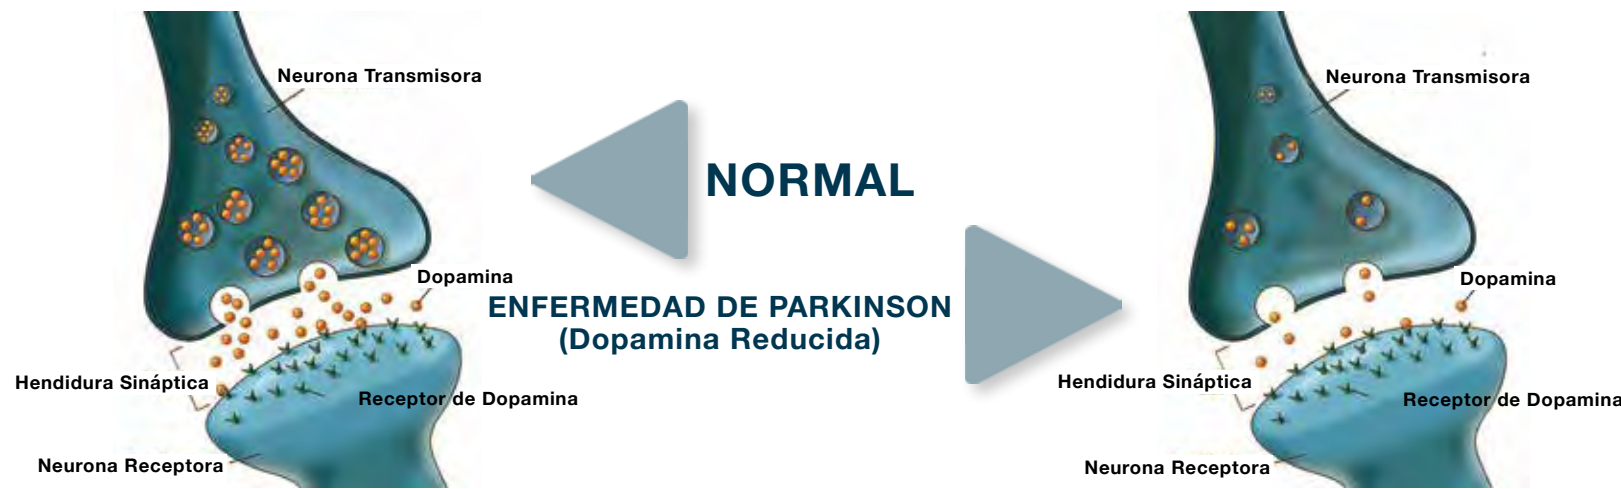 Neurona Transmisora
Dopamina
Hendidura Sináptica
Receptor de Dopamina
Neurona Receptora
NORMAL
ENFERMEDAD DE PARKINSON
(Dopamina Reducida)
Neurona Transmisora
Dopamina
Hendidura Sináptica
Receptor de Dopamina
Neurona Receptora